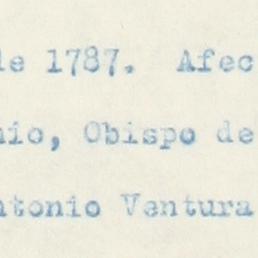 le 1787. Afec
nio, Obispo de
ntonio Ventura